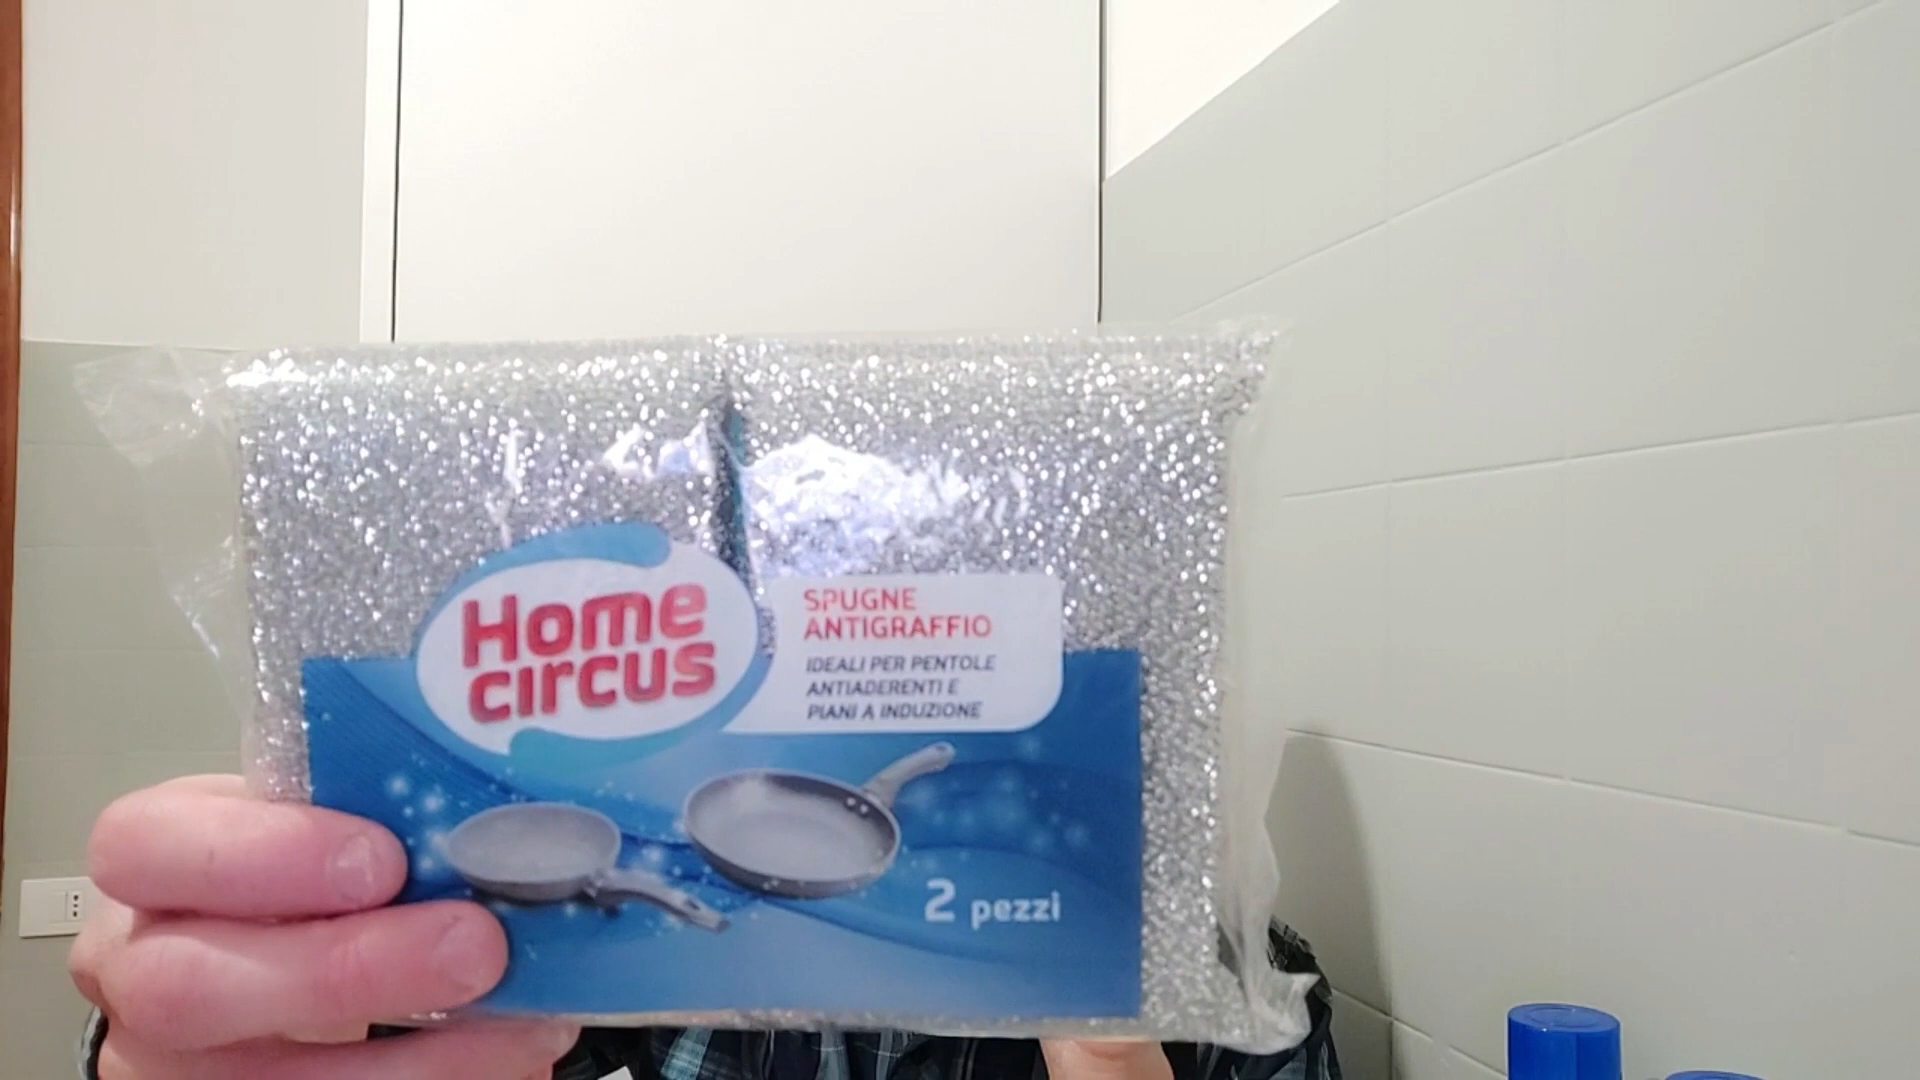 Home
circus
SPUGNE
ANTIGRAFFIO
IDEALI PER PENTOLE
ANTIADERENTI E
PIANI A INDUZIONE
2 pezzi